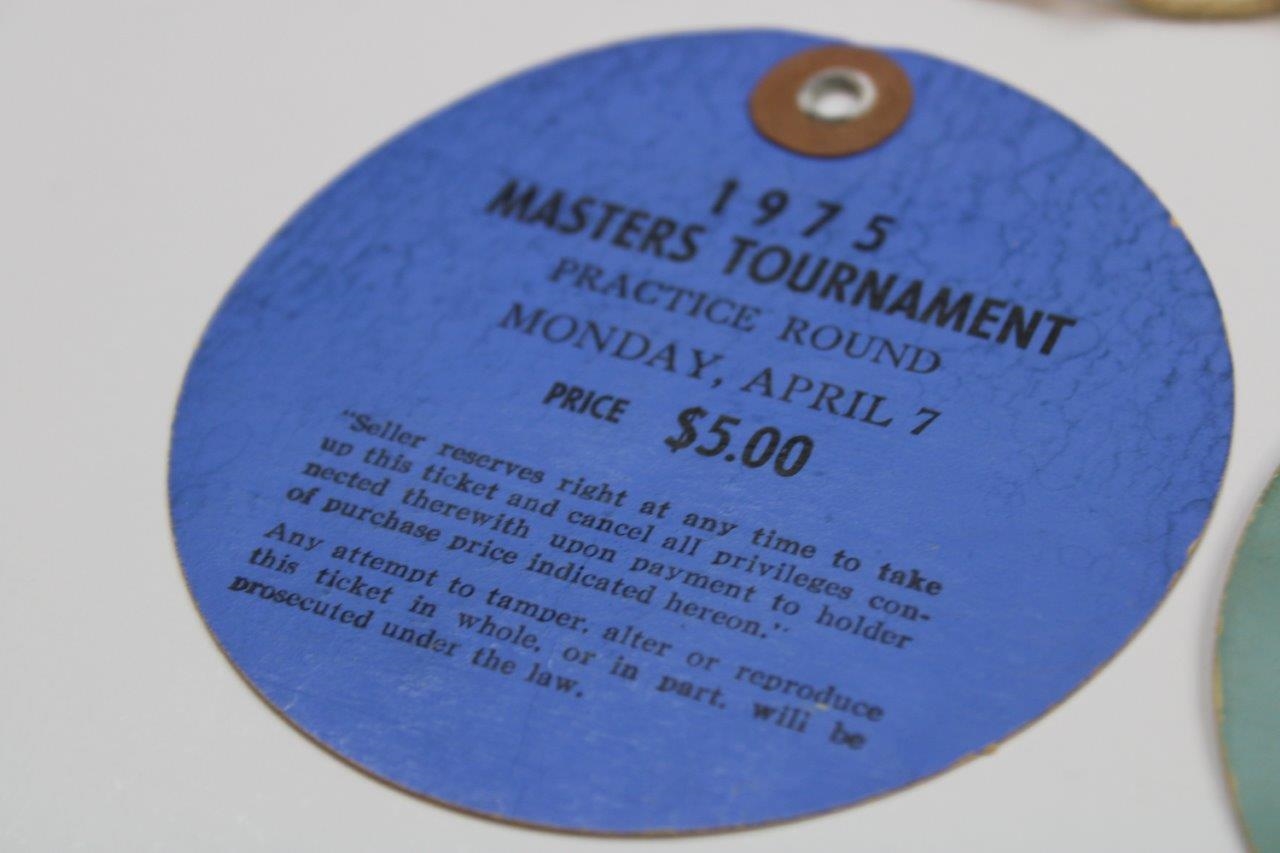 1975
MASTERS TOURNAMENT
PRACTICE ROUND
MONDAY, APRIL 7
PRICE $5.00
"Seller reserves right at any time to take
up this ticket and cancel all privileges con-
nected therewith upon payment to holder
of purchase price indicated hereon."
Any attempt to tamper, alter or reproduce
this ticket in whole, or in part, will be
prosecuted under the law.